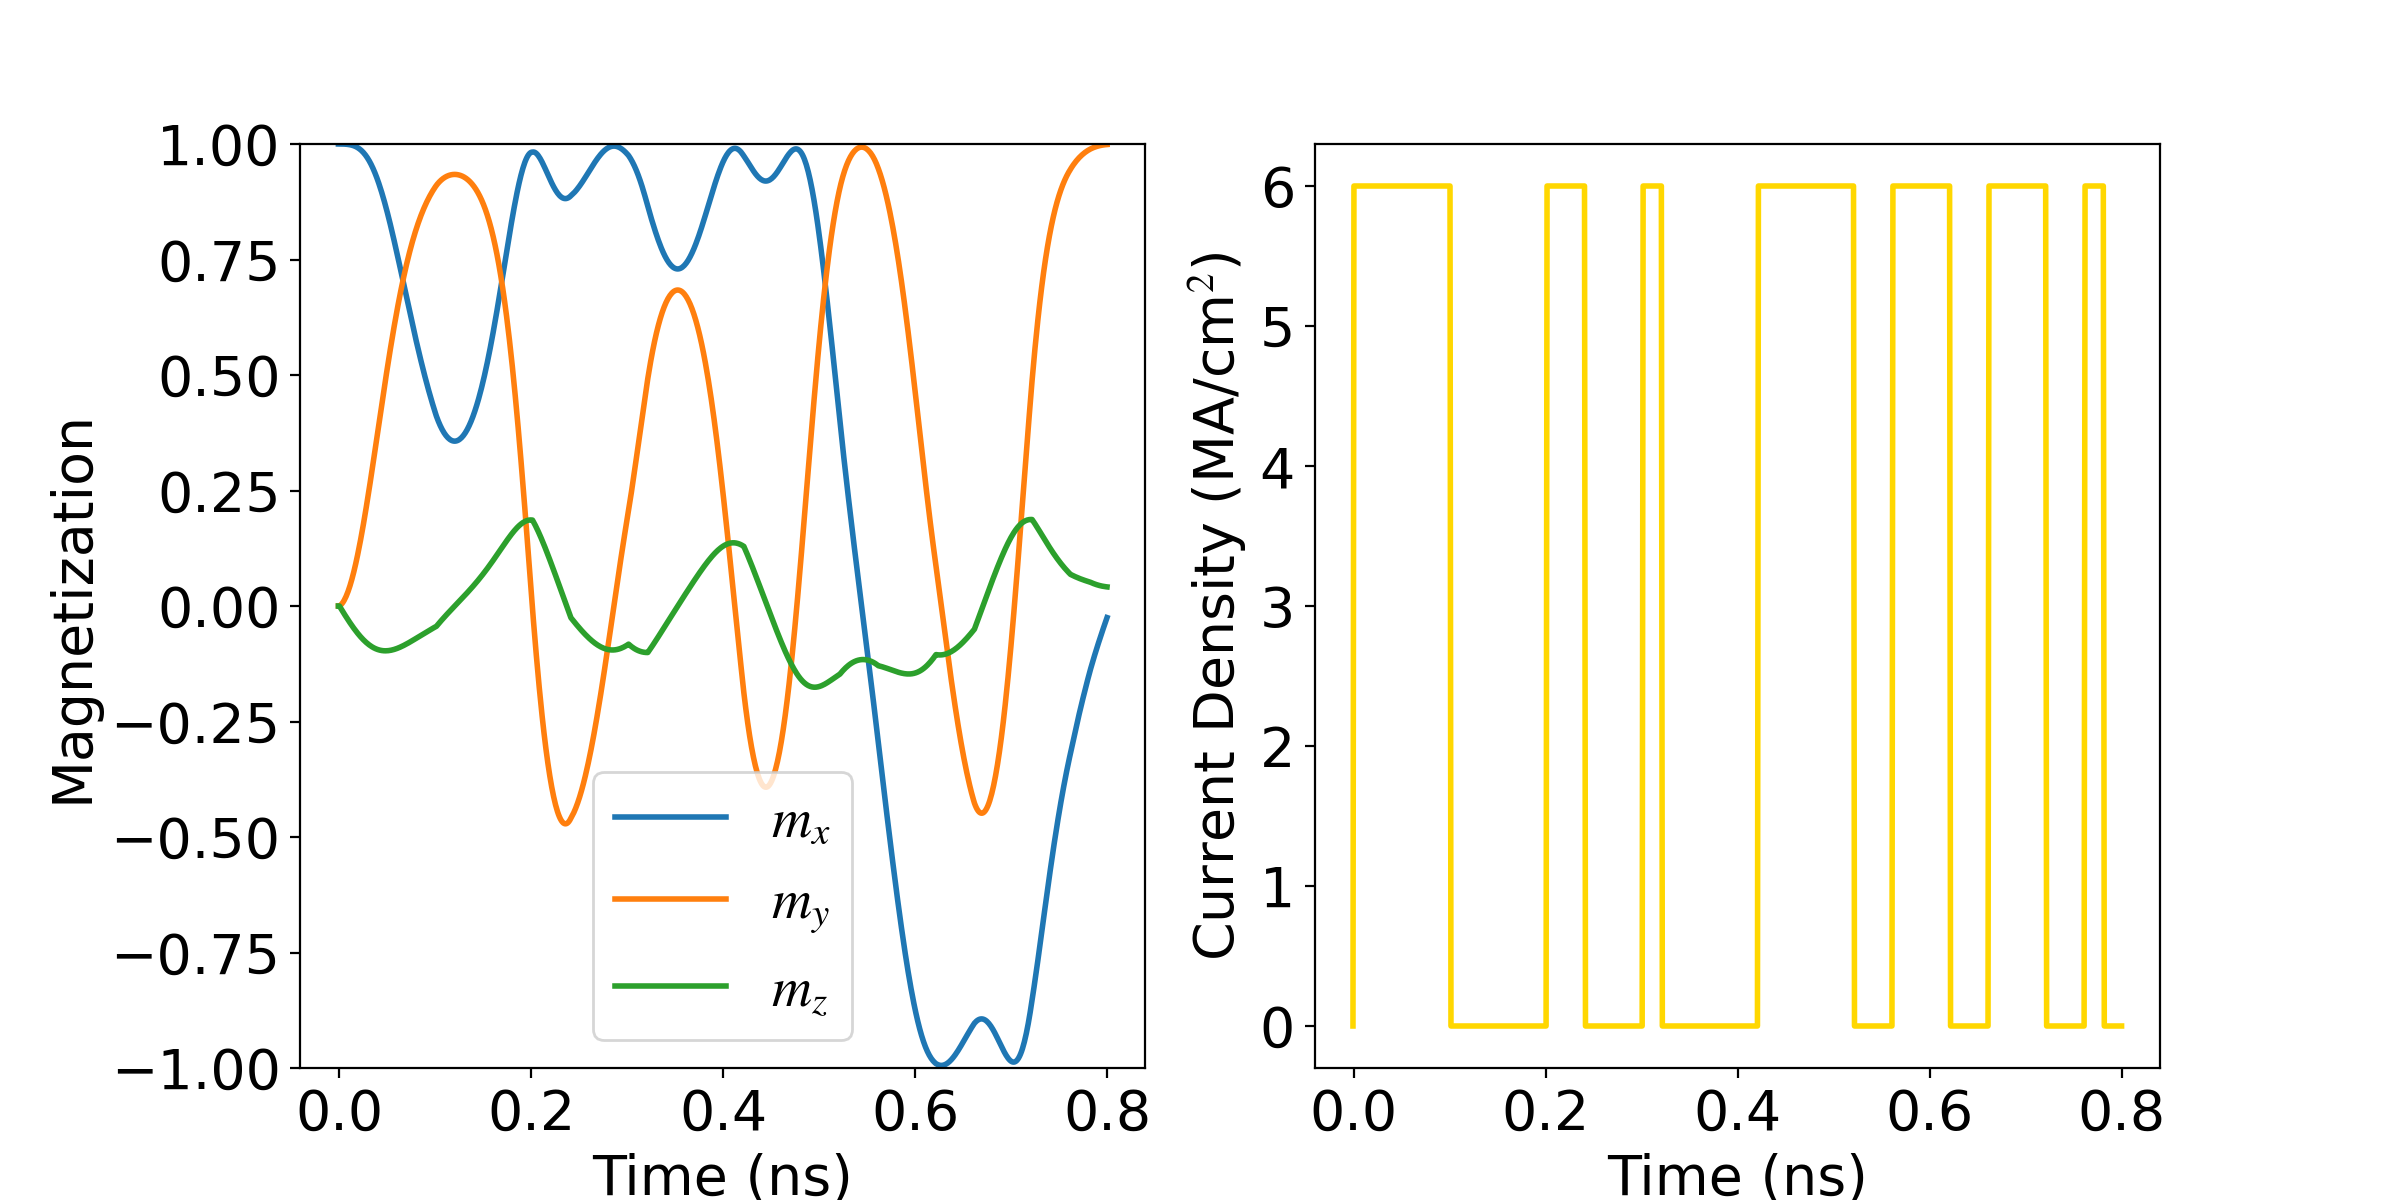 Magnetization
1.00
0.75
0.50
0.25
0.00
−0.25
−0.50
−0.75
−1.00
0.0 0.2 0.4 0.6 0.8
Time (ns)
m_x
m_y
m_z
Current Density (MA/cm²)
6
5
4
3
2
1
0
0.0 0.2 0.4 0.6 0.8
Time (ns)